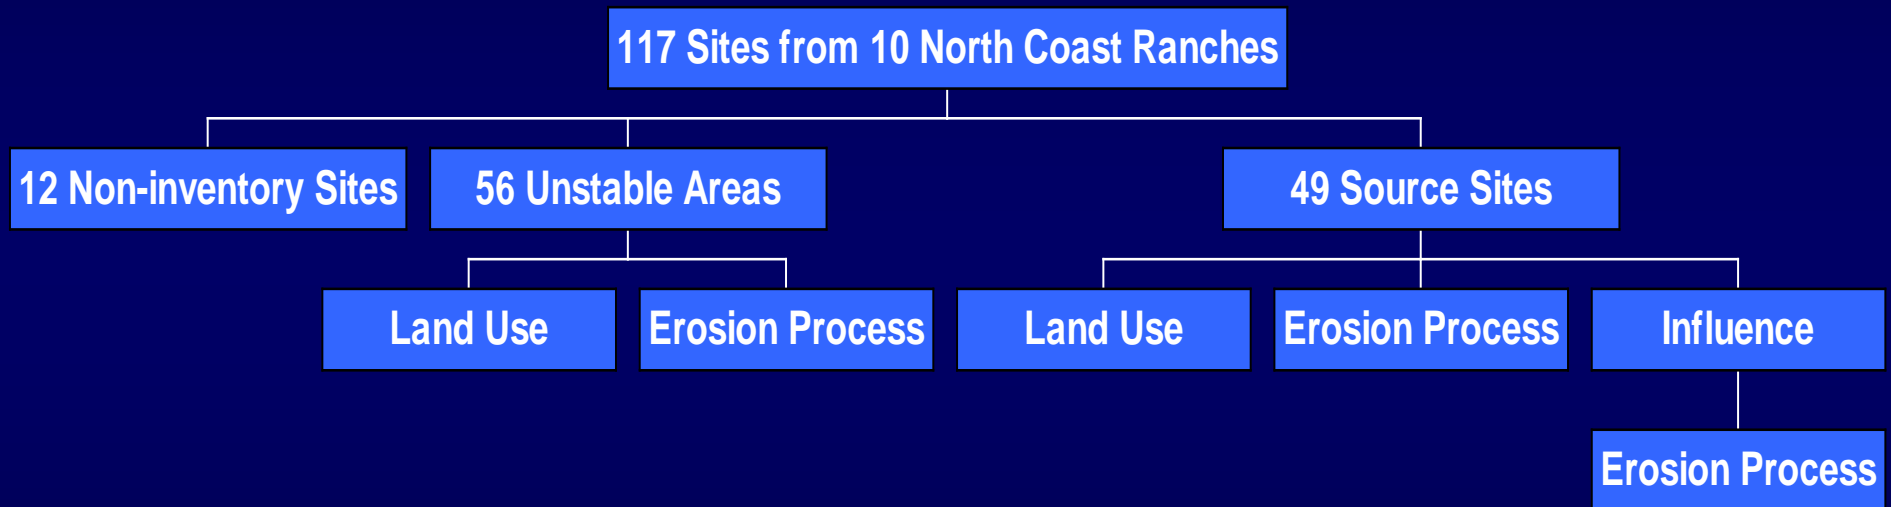 117 Sites from 10 North Coast Ranches
12 Non-inventory Sites
56 Unstable Areas
49 Source Sites
Land Use
Erosion Process
Land Use
Erosion Process
Influence
Erosion Process